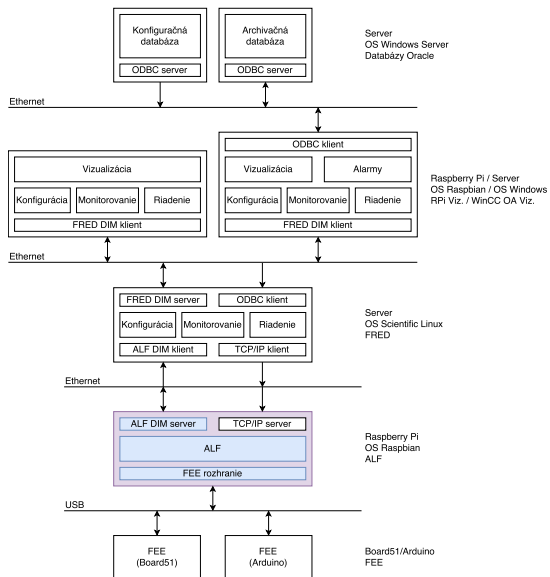 Konfiguračná
databáza
ODBC server
Archivačná
databáza
ODBC server
Server
OS Windows Server
Databázy Oracle
Ethernet
Vizualizácia
Konfigurácia
Monitorovanie
Riadenie
FRED DIM klient
ODBC klient
Vizualizácia
Alarmy
Konfigurácia
Monitorovanie
Riadenie
FRED DIM klient
Raspberry Pi / Server
OS Raspbian / OS Windows
RPi Viz. / WinCC OA Viz.
Ethernet
FRED DIM server
ODBC klient
Konfigurácia
Monitorovanie
Riadenie
ALF DIM klient
TCP/IP klient
Server
OS Scientific Linux
FRED
Ethernet
ALF DIM server
TCP/IP server
ALF
FEE rozhranie
Raspberry Pi
OS Raspbian
ALF
USB
FEE
(Board51)
FEE
(Arduino)
Board51/Arduino
FEE